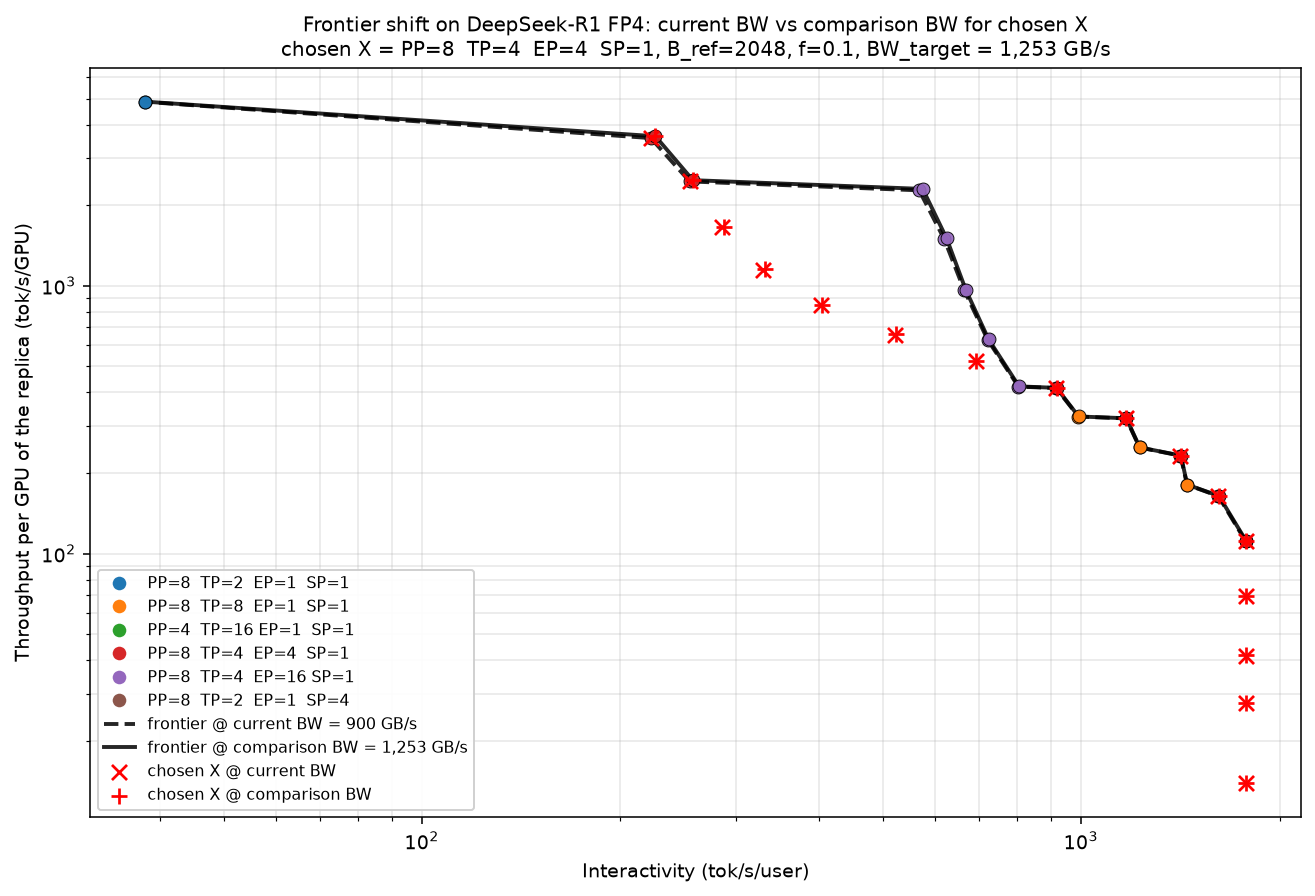 Frontier shift on DeepSeek-R1 FP4: current BW vs comparison BW for chosen X
chosen X = PP=8  TP=4  EP=4  SP=1, B_ref=2048, f=0.1, BW_target = 1,253 GB/s
Throughput per GPU of the replica (tok/s/GPU)
10³
10²
PP=8  TP=2  EP=1  SP=1
PP=8  TP=8  EP=1  SP=1
PP=4  TP=16 EP=1  SP=1
PP=8  TP=4  EP=4  SP=1
PP=8  TP=4  EP=16 SP=1
PP=8  TP=2  EP=1  SP=4
frontier @ current BW = 900 GB/s
frontier @ comparison BW = 1,253 GB/s
chosen X @ current BW
chosen X @ comparison BW
10²
10³
Interactivity (tok/s/user)